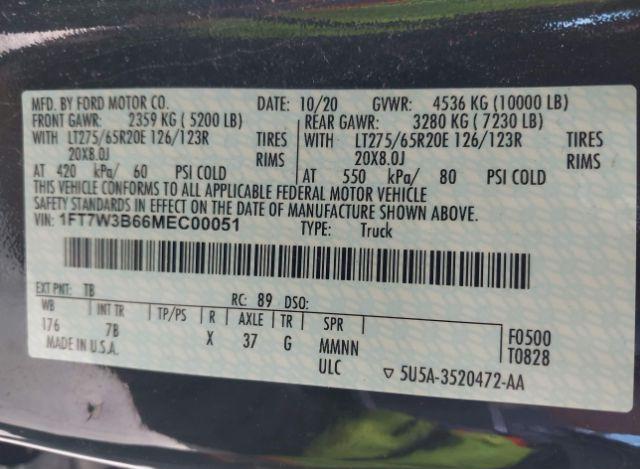 MFD. BY FORD MOTOR CO. DATE: 10/20 GVWR: 4536 KG (10000 LB)
FRONT GAWR: 2359 KG (5200 LB) REAR GAWR: 3280 KG (7230 LB)
WITH LT275/65R20E 126/123R TIRES WITH LT275/65R20E 126/123R TIRES
20X8.0J RIMS 20X8.0J RIMS
AT 420 kPa/ 60 PSI COLD AT 550 kPa/ 80 PSI COLD
THIS VEHICLE CONFORMS TO ALL APPLICABLE FEDERAL MOTOR VEHICLE
SAFETY STANDARDS IN EFFECT ON THE DATE OF MANUFACTURE SHOWN ABOVE.
VIN: 1FT7W3B66MEC00051 TYPE: Truck
EXT PNT: TB RC: 89 DSO:
WB INT TR TP/PS R AXLE TR SPR
176 7B X 37 G MMNN F0500
MADE IN U.S.A. ULC T0828
▽ 5U5A-3520472-AA